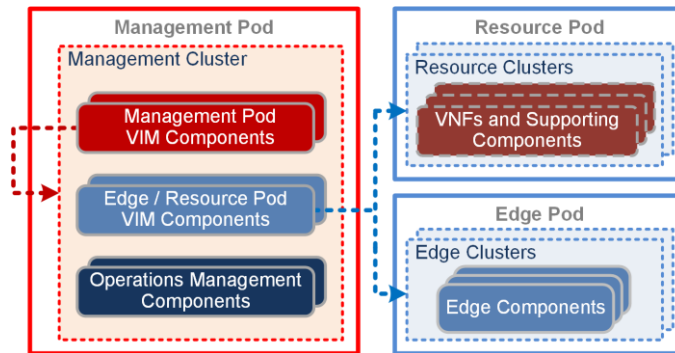 Management Pod
Management Cluster
Management Pod
VIM Components
Edge / Resource Pod
VIM Components
Operations Management
Components
Resource Pod
Resource Clusters
VNFs and Supporting
Components
Edge Pod
Edge Clusters
Edge Components